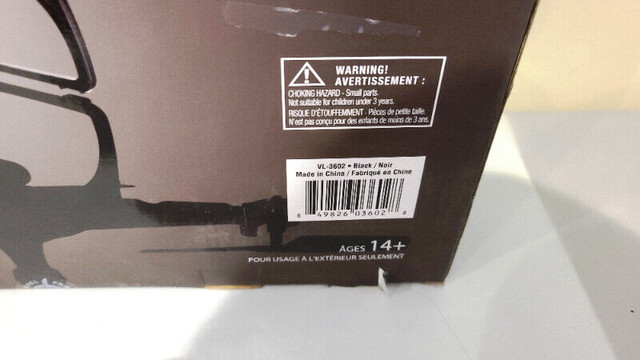 WARNING!
AVERTISSEMENT :
CHOKING HAZARD - Small parts.
Not suitable for children under 3 years.
RISQUE D'ÉTOUFFEMENT - Pièces de petite taille.
N'est pas conçu pour des enfants de moins de 3 ans.
VL-3602 • Black / Noir
Made in China / Fabriqué en Chine
6 49826 03602 8
AGES 14+
POUR USAGE À L'EXTÉRIEUR SEULEMENT